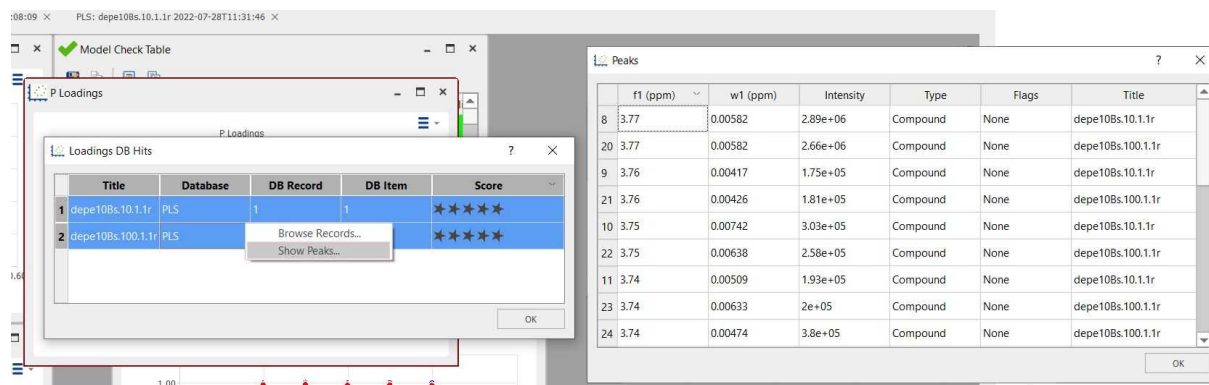 :08:09 × PLS: depe10Bs.10.1.1r 2022-07-28T11:31:46 ×
Model Check Table
P Loadings
P Loadings
Loadings DB Hits ? ×
Title Database DB Record DB Item Score
1 depe10Bs.10.1.1r PLS 1 1 ★★★★★
2 depe10Bs.100.1.1r PLS ★★★★★
Browse Records...
Show Peaks...
OK
1.00
Peaks ? ×
f1 (ppm) w1 (ppm) Intensity Type Flags Title
8 3.77 0.00582 2.89e+06 Compound None depe10Bs.10.1.1r
20 3.77 0.00582 2.66e+06 Compound None depe10Bs.100.1.1r
9 3.76 0.00417 1.75e+05 Compound None depe10Bs.10.1.1r
21 3.76 0.00426 1.81e+05 Compound None depe10Bs.100.1.1r
10 3.75 0.00742 3.03e+05 Compound None depe10Bs.10.1.1r
22 3.75 0.00638 2.58e+05 Compound None depe10Bs.100.1.1r
11 3.74 0.00509 1.93e+05 Compound None depe10Bs.10.1.1r
23 3.74 0.00633 2e+05 Compound None depe10Bs.100.1.1r
24 3.74 0.00474 3.8e+05 Compound None depe10Bs.100.1.1r
OK